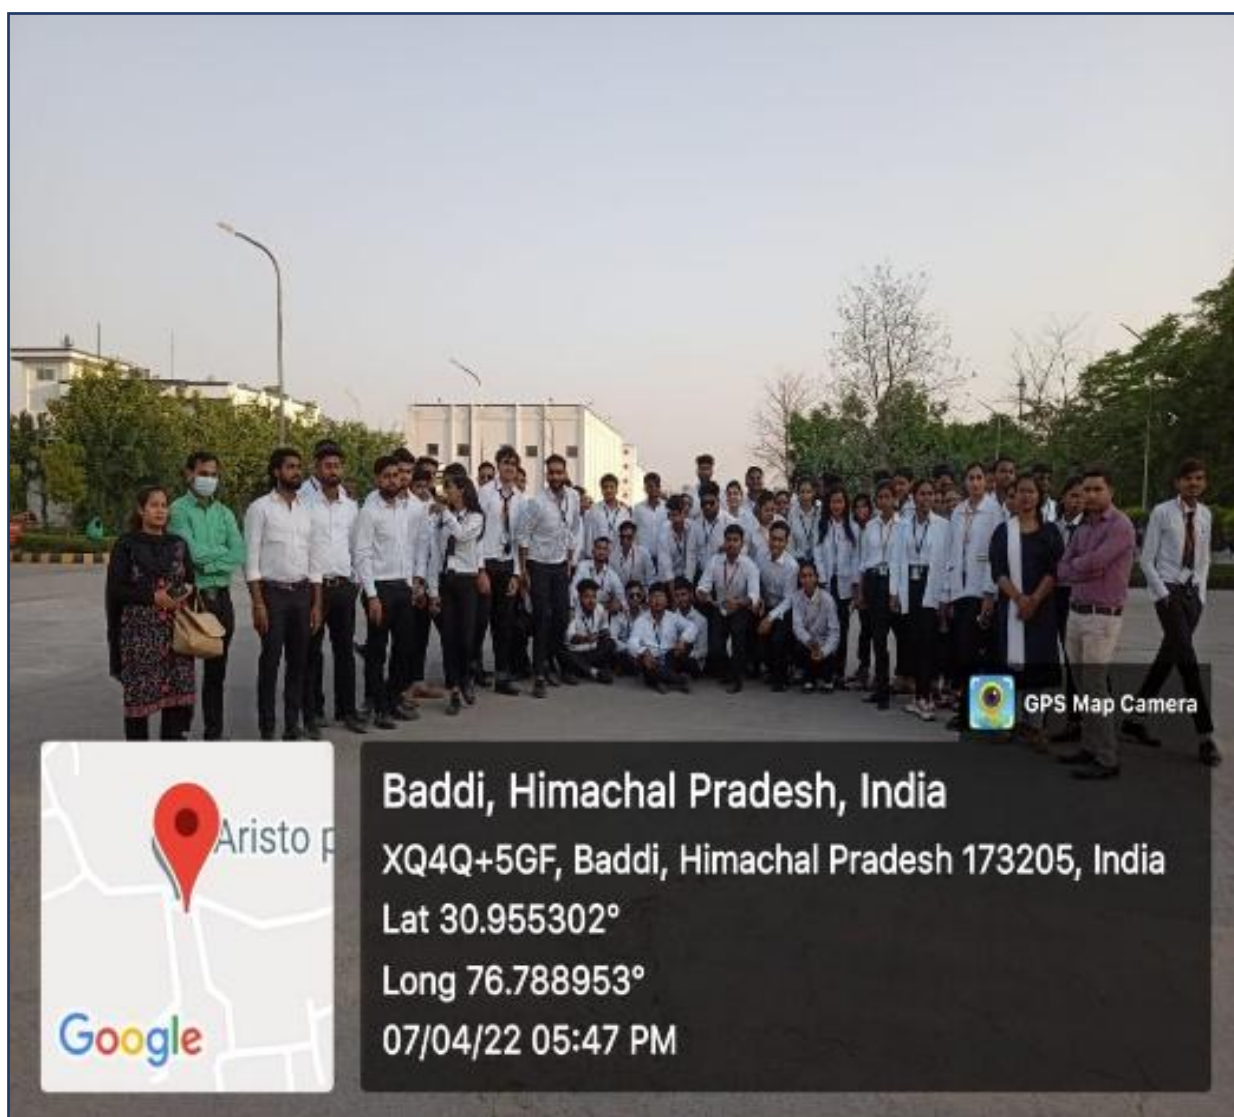 GPS Map Camera
Aristo p
Google
Baddi, Himachal Pradesh, India
XQ4Q+5GF, Baddi, Himachal Pradesh 173205, India
Lat 30.955302°
Long 76.788953°
07/04/22 05:47 PM